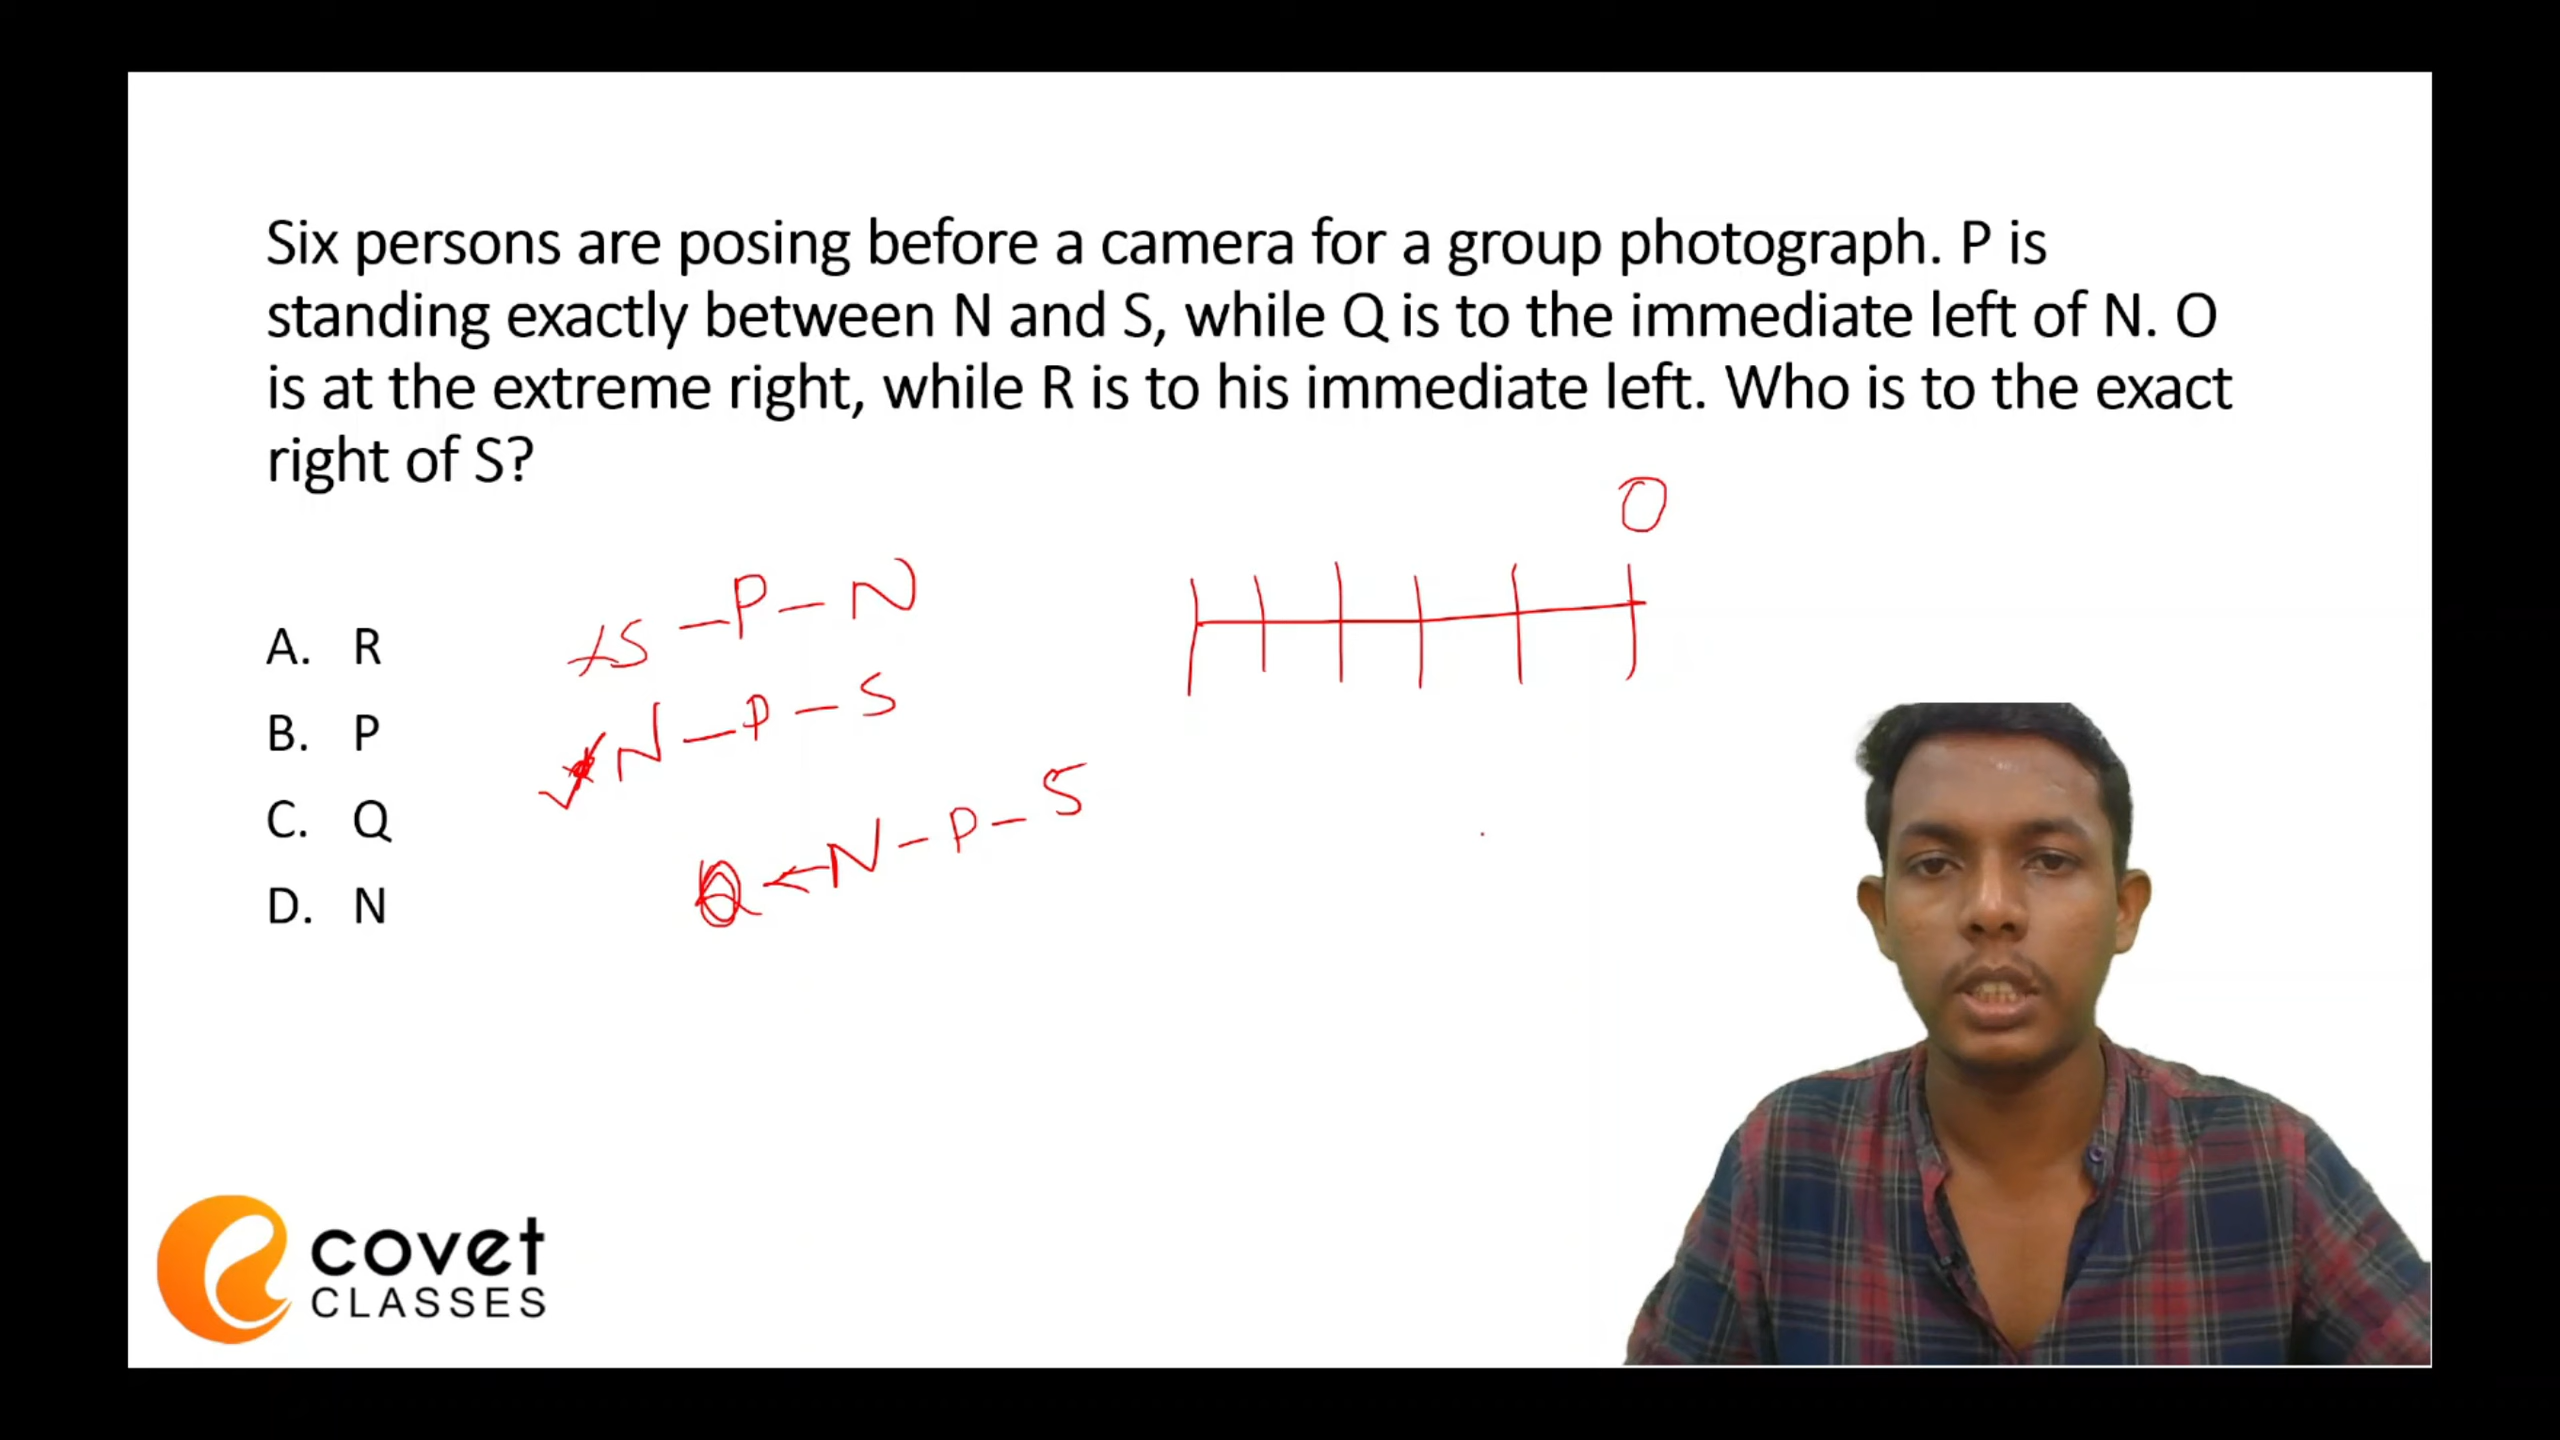 Six persons are posing before a camera for a group photograph. P is
standing exactly between N and S, while Q is to the immediate left of N. O
is at the extreme right, while R is to his immediate left. Who is to the exact
right of S?
O
A. R
S – P – N
B. P
N – P – S
C. Q
Q ← N – P – S
D. N
covet
CLASSES